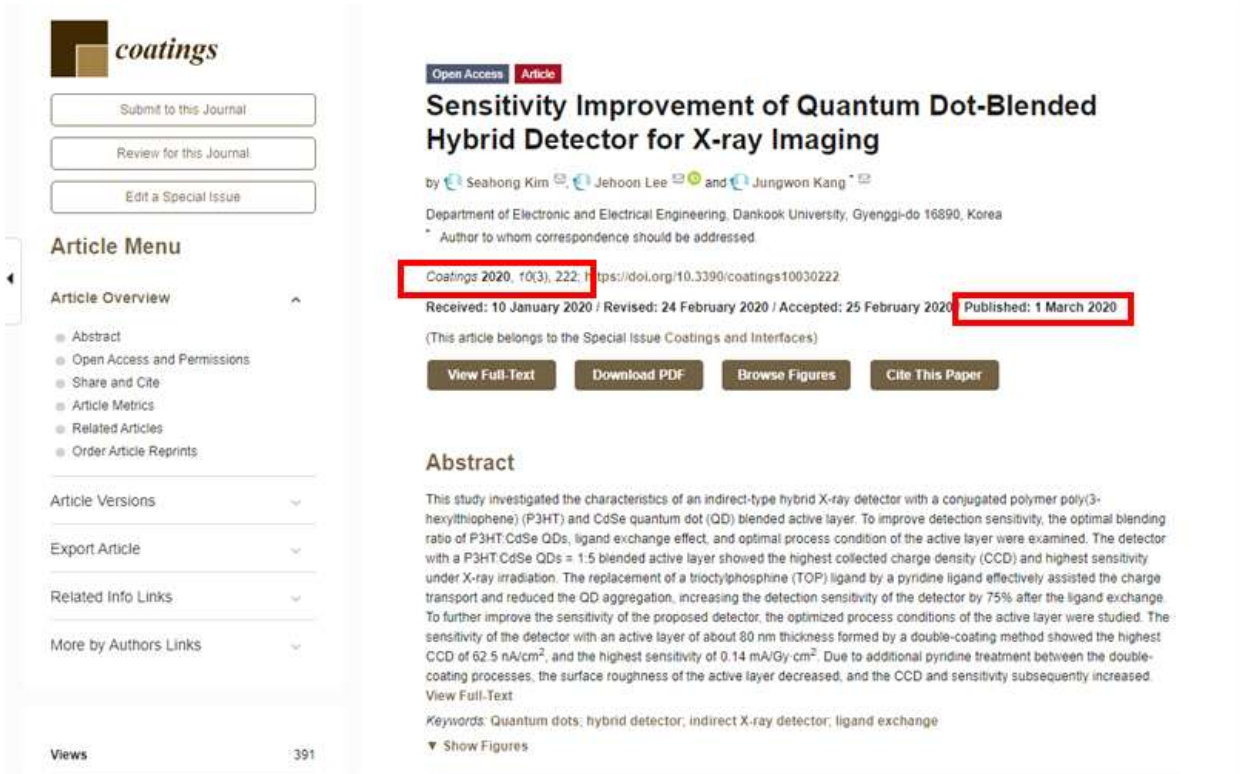 coatings
Submit to this Journal
Review for this Journal
Edit a Special Issue
Article Menu
Article Overview
Abstract
Open Access and Permissions
Share and Cite
Article Metrics
Related Articles
Order Article Reprints
Article Versions
Export Article
Related Info Links
More by Authors Links
Views 391
Open Access Article
Sensitivity Improvement of Quantum Dot-Blended
Hybrid Detector for X-ray Imaging
by Seahong Kim, Jehoon Lee and Jungwon Kang *
Department of Electronic and Electrical Engineering, Dankook University, Gyenggi-do 16890, Korea
* Author to whom correspondence should be addressed.
Coatings 2020, 10(3), 222; https://doi.org/10.3390/coatings10030222
Received: 10 January 2020 / Revised: 24 February 2020 / Accepted: 25 February 2020 / Published: 1 March 2020
(This article belongs to the Special Issue Coatings and Interfaces)
View Full-Text Download PDF Browse Figures Cite This Paper
Abstract
This study investigated the characteristics of an indirect-type hybrid X-ray detector with a conjugated polymer poly(3-
hexylthiophene) (P3HT) and CdSe quantum dot (QD) blended active layer. To improve detection sensitivity, the optimal blending
ratio of P3HT:CdSe QDs, ligand exchange effect, and optimal process condition of the active layer were examined. The detector
with a P3HT:CdSe QDs = 1:5 blended active layer showed the highest collected charge density (CCD) and highest sensitivity
under X-ray irradiation. The replacement of a trioctylphosphine (TOP) ligand by a pyridine ligand effectively assisted the charge
transport and reduced the QD aggregation, increasing the detection sensitivity of the detector by 75% after the ligand exchange.
To further improve the sensitivity of the proposed detector, the optimized process conditions of the active layer were studied. The
sensitivity of the detector with an active layer of about 80 nm thickness formed by a double-coating method showed the highest
CCD of 62.5 nA/cm², and the highest sensitivity of 0.14 mA/Gy·cm². Due to additional pyridine treatment between the double-
coating processes, the surface roughness of the active layer decreased, and the CCD and sensitivity subsequently increased.
View Full-Text
Keywords: Quantum dots; hybrid detector; indirect X-ray detector; ligand exchange
▼ Show Figures